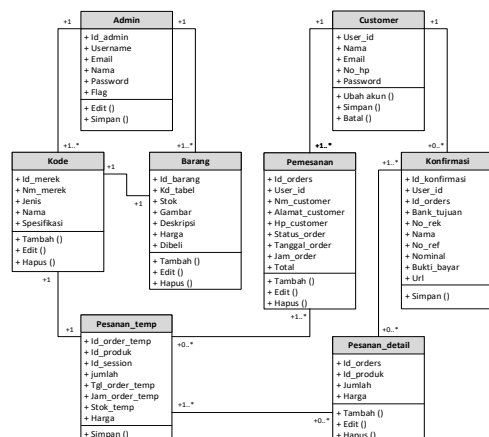 +1
+1
+1
+1
Admin
+ Id_admin
+ Username
+ Email
+ Nama
+ Password
+ Flag
+ Edit ()
+ Simpan ()
Customer
+ User_id
+ Nama
+ Email
+ No_hp
+ Password
+ Ubah akun ()
+ Simpan ()
+ Batal ()
+1..*
+1..*
+1..*
+0..*
Kode
+ Id_merek
+ Nm_merek
+ Jenis
+ Nama
+ Spesifikasi
+ Tambah ()
+ Edit ()
+ Hapus ()
+1
+1
Barang
+ Id_barang
+ Kd_tabel
+ Stok
+ Gambar
+ Deskripsi
+ Harga
+ Dibeli
+ Tambah ()
+ Edit ()
+ Hapus ()
Pemesanan
+ Id_orders
+ User_id
+ Nm_customer
+ Alamat_customer
+ Hp_customer
+ Status_order
+ Tanggal_order
+ Jam_order
+ Total
+ Tambah ()
+ Edit ()
+ Hapus ()
+1..*
Konfirmasi
+ Id_konfirmasi
+ User_id
+ Id_orders
+ Bank_tujuan
+ No_rek
+ Nama
+ No_ref
+ Nominal
+ Bukti_bayar
+ Url
+ Simpan ()
+1
+1
+1..*
+0..*
+0..*
Pesanan_temp
+ Id_order_temp
+ Id_produk
+ Id_session
+ jumlah
+ Tgl_order_temp
+ Jam_order_temp
+ Stok_temp
+ Harga
+ Simpan ()
+1..*
+0..*
Pesanan_detail
+ Id_orders
+ Id_produk
+ Jumlah
+ Harga
+ Tambah ()
+ Edit ()
+ Hapus ()